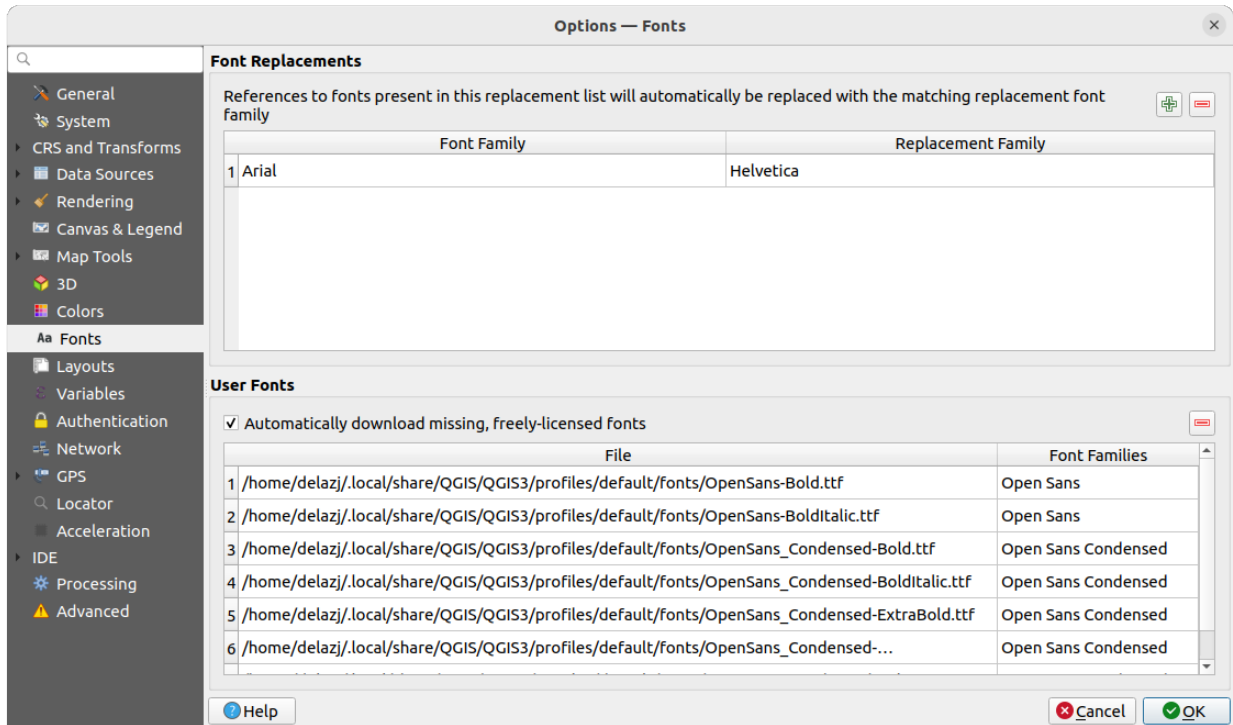 Options — Fonts
General
System
CRS and Transforms
Data Sources
Rendering
Canvas & Legend
Map Tools
3D
Colors
Aa Fonts
Layouts
Variables
Authentication
Network
GPS
Locator
Acceleration
IDE
Processing
Advanced
Font Replacements
References to fonts present in this replacement list will automatically be replaced with the matching replacement font
family
Font Family Replacement Family
1 Arial Helvetica
User Fonts
Automatically download missing, freely-licensed fonts
File Font Families
1 /home/delazj/.local/share/QGIS/QGIS3/profiles/default/fonts/OpenSans-Bold.ttf Open Sans
2 /home/delazj/.local/share/QGIS/QGIS3/profiles/default/fonts/OpenSans-BoldItalic.ttf Open Sans
3 /home/delazj/.local/share/QGIS/QGIS3/profiles/default/fonts/OpenSans_Condensed-Bold.ttf Open Sans Condensed
4 /home/delazj/.local/share/QGIS/QGIS3/profiles/default/fonts/OpenSans_Condensed-BoldItalic.ttf Open Sans Condensed
5 /home/delazj/.local/share/QGIS/QGIS3/profiles/default/fonts/OpenSans_Condensed-ExtraBold.ttf Open Sans Condensed
6 /home/delazj/.local/share/QGIS/QGIS3/profiles/default/fonts/OpenSans_Condensed-... Open Sans Condensed
Help Cancel OK